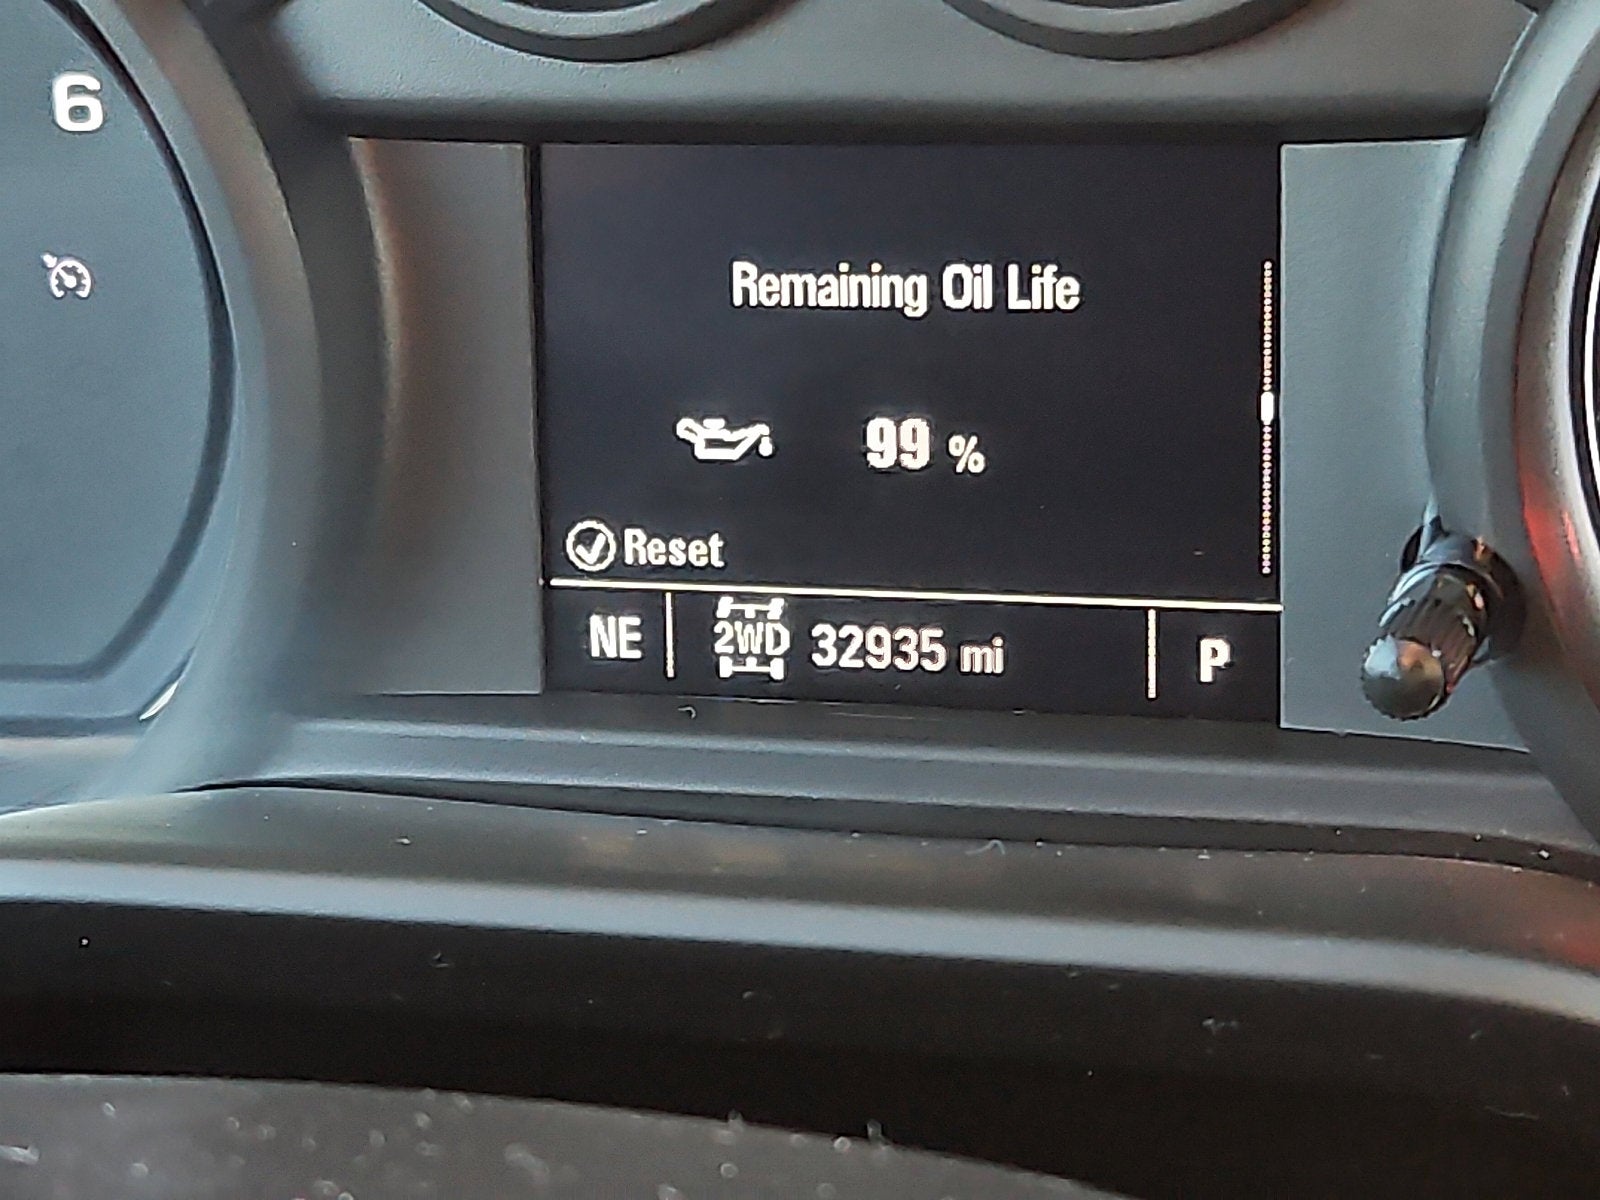 6
Remaining Oil Life
99 %
Reset
NE 2WD 32935 mi P